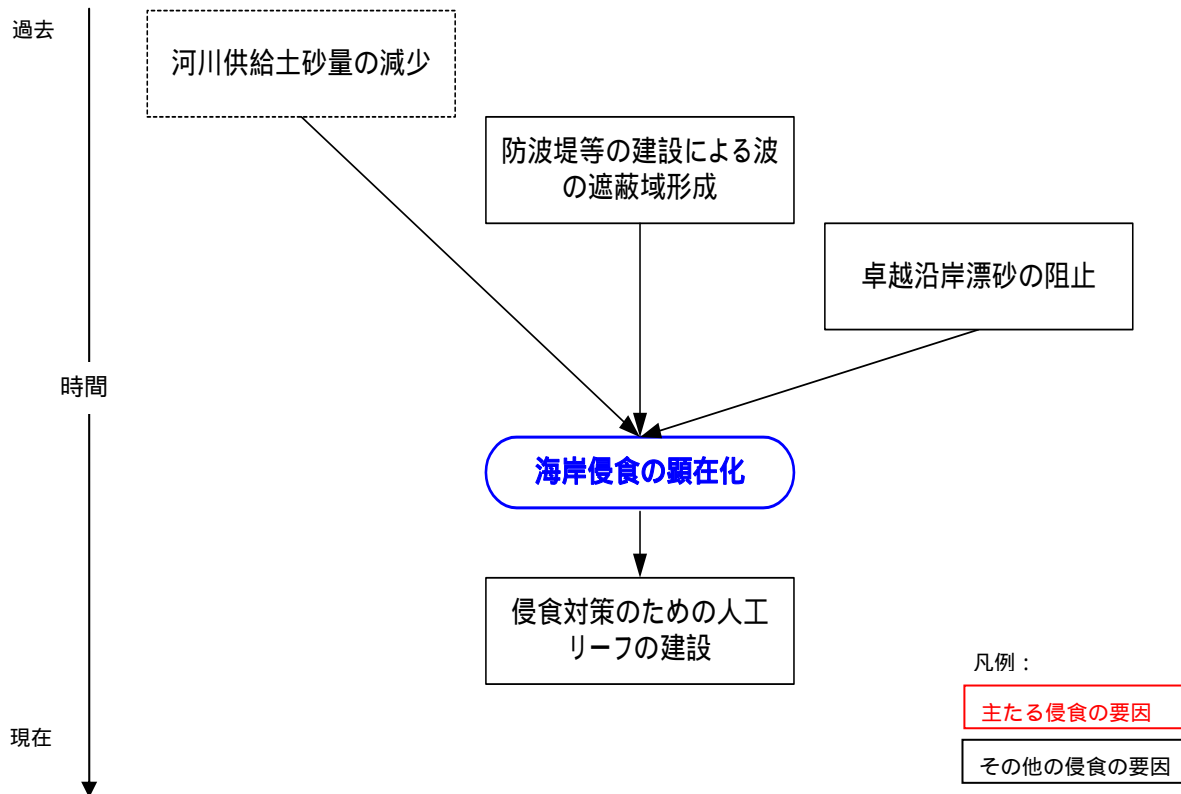 過去
河川供給土砂量の減少
防波堤等の建設による波
の遮蔽域形成
卓越沿岸漂砂の阻止
時間
海岸侵食の顕在化
侵食対策のための人工
リーフの建設
凡例：
主たる侵食の要因
現在
その他の侵食の要因